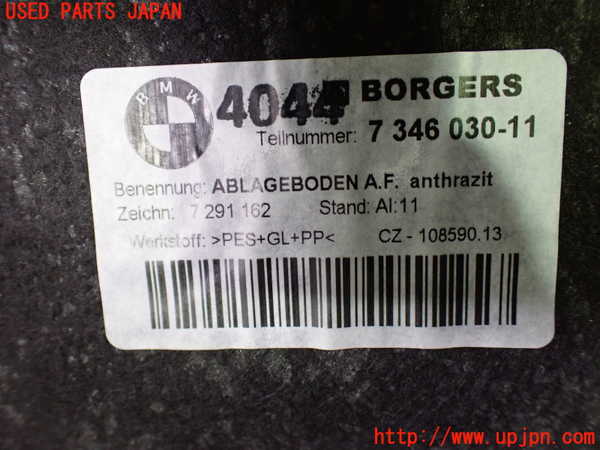 USED PARTS JAPAN
BMW
4044 BORGERS
Teilnummer: 7 346 030-11
Benennung: ABLAGEBODEN A.F. anthrazit
Zeichn: 7 291 162 Stand: AI:11
Werkstoff: >PES+GL+PP< CZ - 108590.13
http://www.upjpn.com/